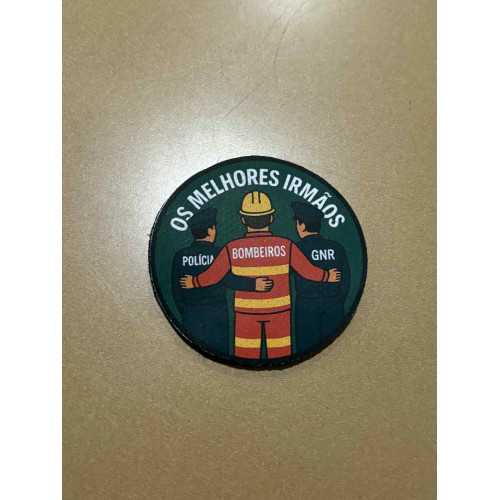 OS MELHORES IRMÃOS
POLÍCIA
BOMBEIROS
GNR